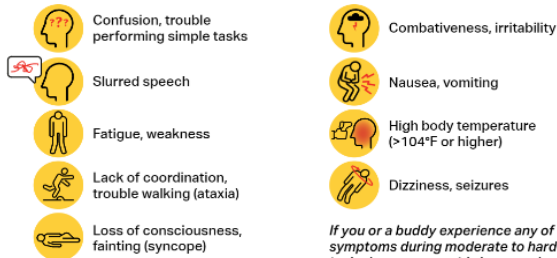 ???
Confusion, trouble
performing simple tasks
Slurred speech
Fatigue, weakness
Lack of coordination,
trouble walking (ataxia)
Loss of consciousness,
fainting (syncope)
Combativeness, irritability
Nausea, vomiting
High body temperature
(>104°F or higher)
Dizziness, seizures
If you or a buddy experience any of
symptoms during moderate to hard